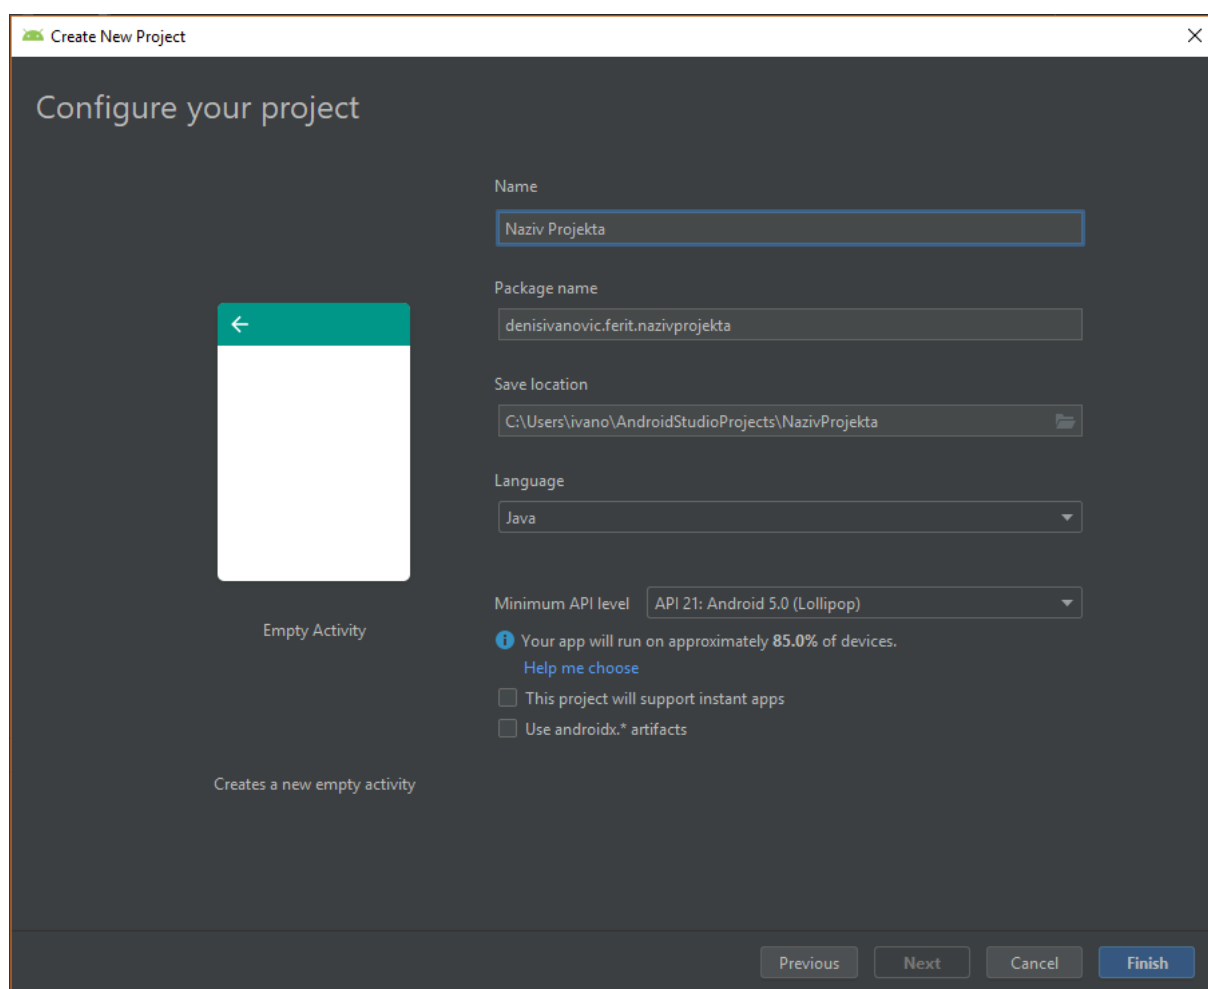 Create New Project
Configure your project
Name
Naziv Projekta
Package name
denisivanovic.ferit.nazivprojekta
Save location
C:\Users\ivano\AndroidStudioProjects\NazivProjekta
Language
Java
Minimum API level API 21: Android 5.0 (Lollipop)
Empty Activity
Your app will run on approximately 85.0% of devices.
Help me choose
This project will support instant apps
Use androidx.* artifacts
Creates a new empty activity
Previous Next Cancel Finish